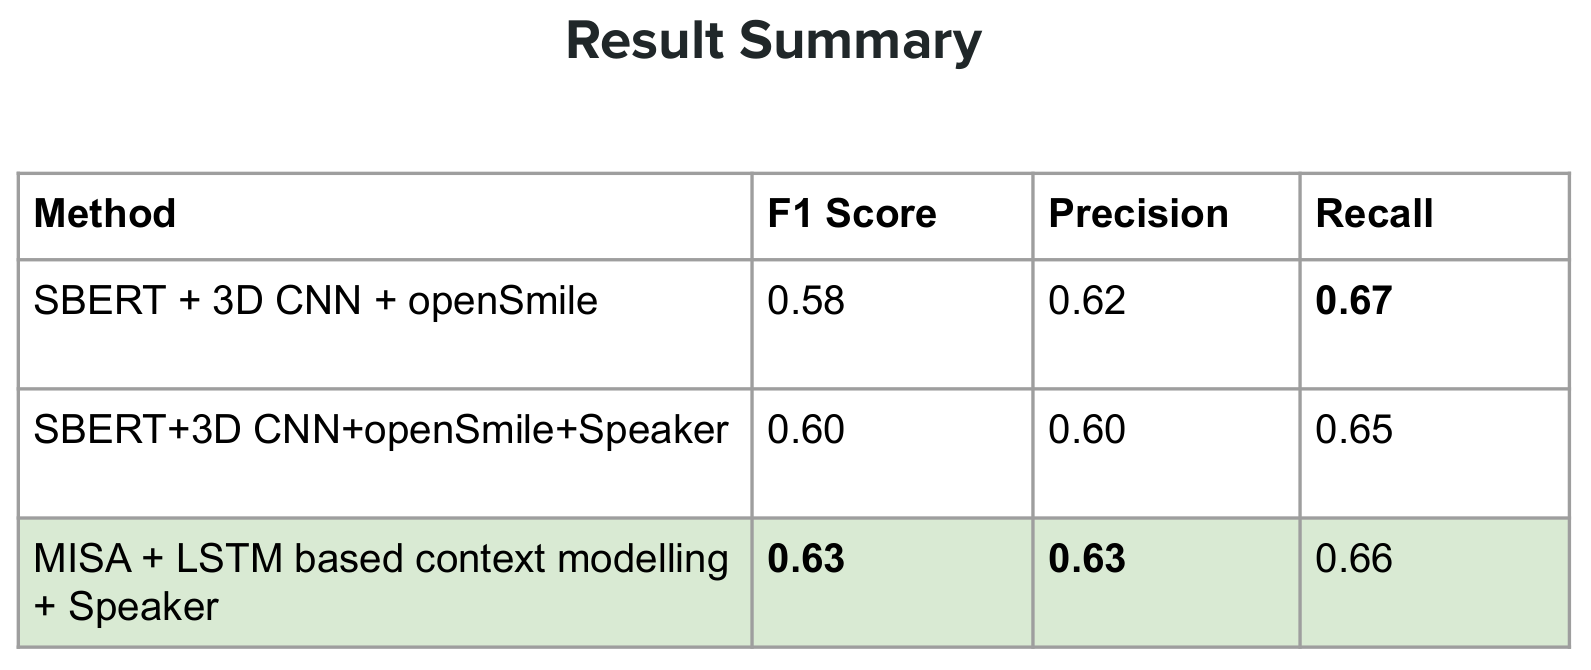 Result Summary
Method F1 Score Precision Recall
SBERT + 3D CNN + openSmile 0.58 0.62 0.67
SBERT+3D CNN+openSmile+Speaker 0.60 0.60 0.65
MISA + LSTM based context modelling 0.63 0.63 0.66
+ Speaker